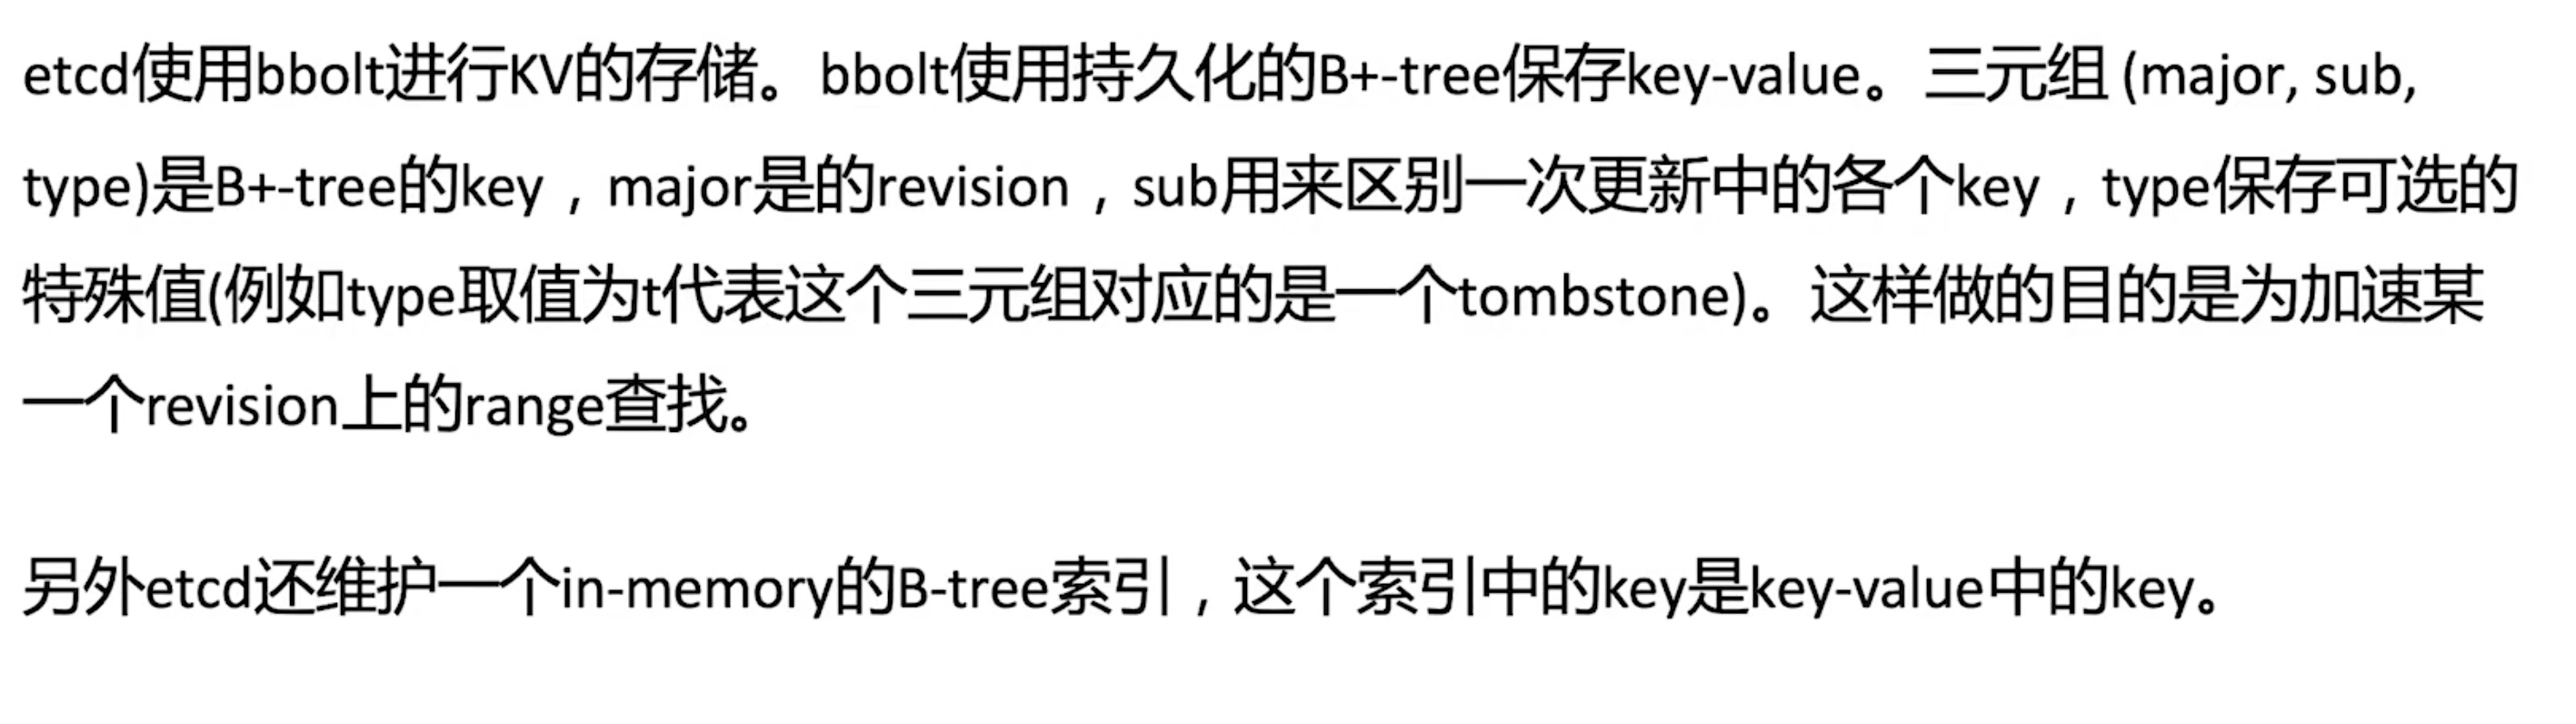 etcd使用bbolt进行KV的存储。bbolt使用持久化的B+-tree保存key-value。三元组 (major, sub,
type)是B+-tree的key，major是的revision，sub用来区别一次更新中的各个key，type保存可选的
特殊值(例如type取值为t代表这个三元组对应的是一个tombstone)。这样做的目的是为加速某
一个revision上的range查找。
另外etcd还维护一个in-memory的B-tree索引，这个索引中的key是key-value中的key。